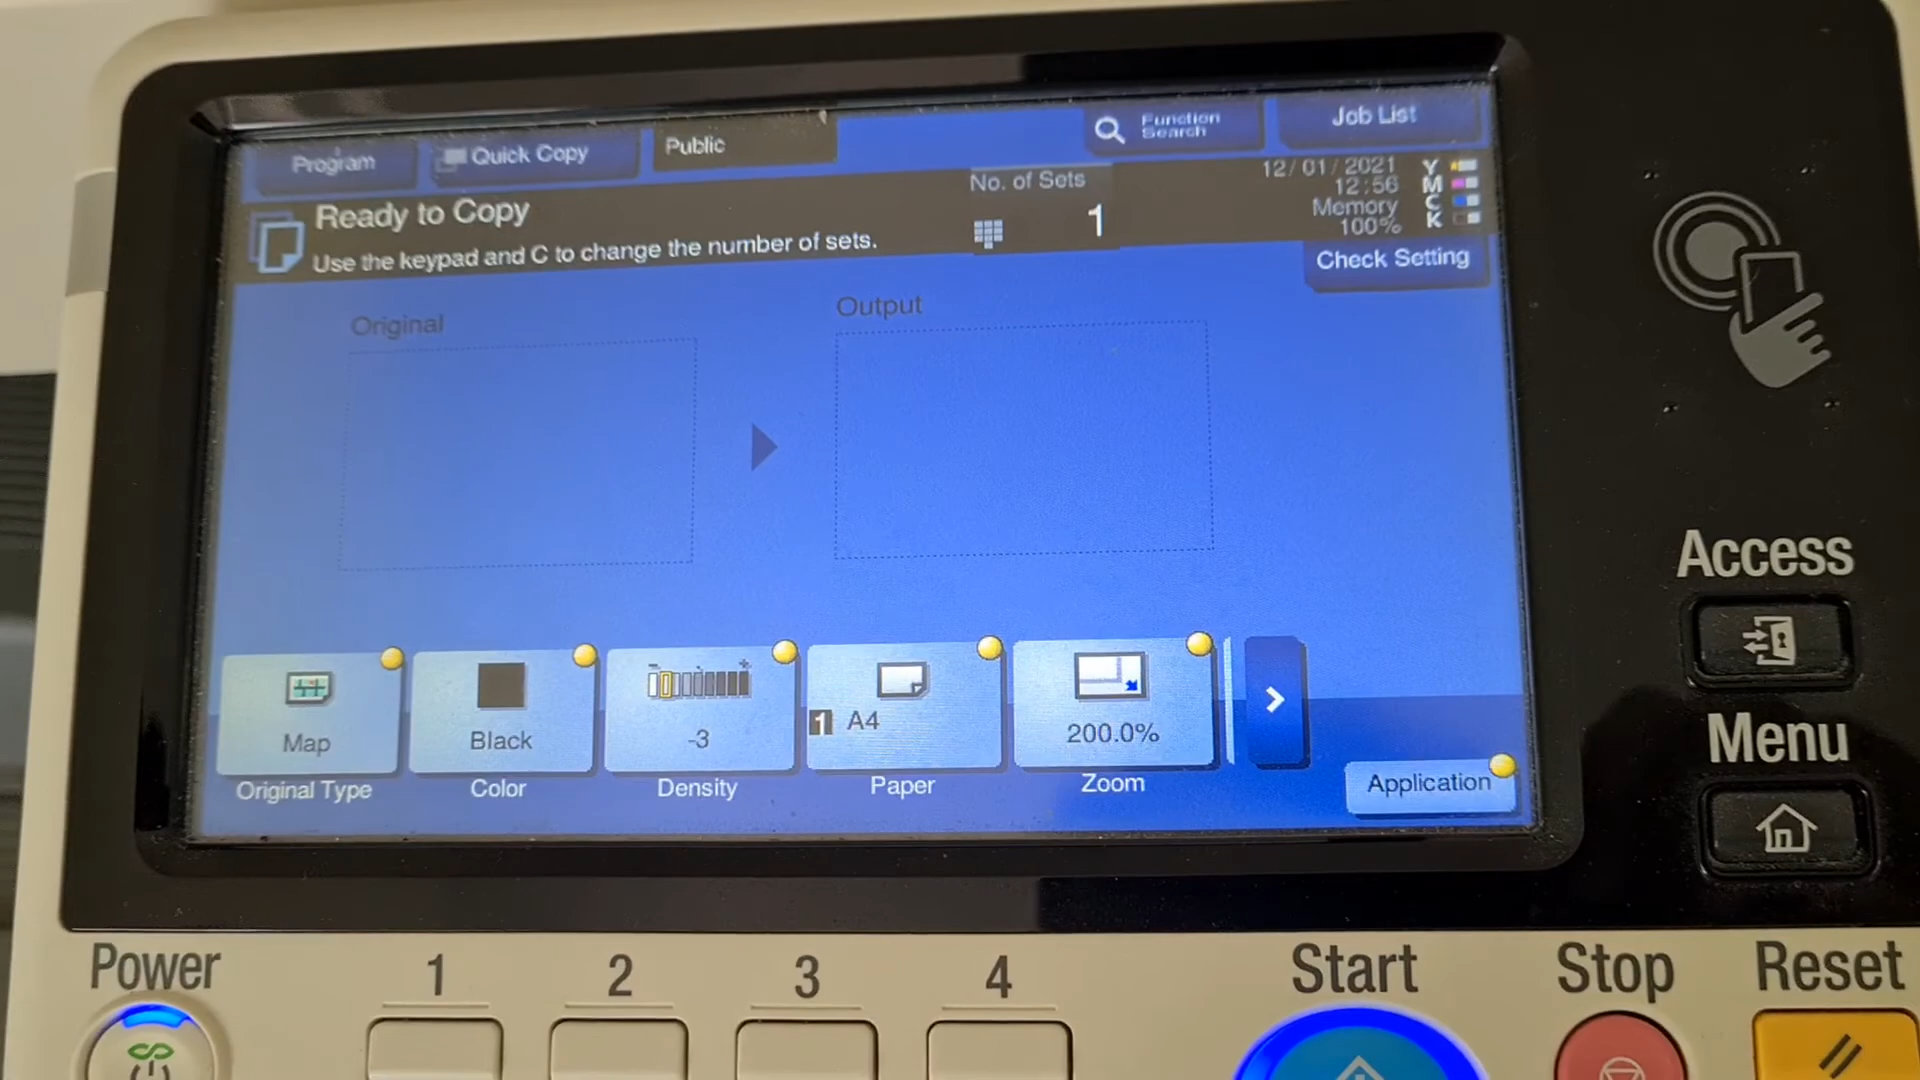 Program
Quick Copy
Public
Function
Search
Job List
Ready to Copy
Use the keypad and C to change the number of sets.
No. of Sets
1
12/01/2021
12:56
Memory
100%
Y
M
C
K
Check Setting
Original
Output
Map
Black
-3
1 A4
200.0%
Original Type
Color
Density
Paper
Zoom
Application
Access
Menu
Power
1
2
3
4
Start
Stop
Reset